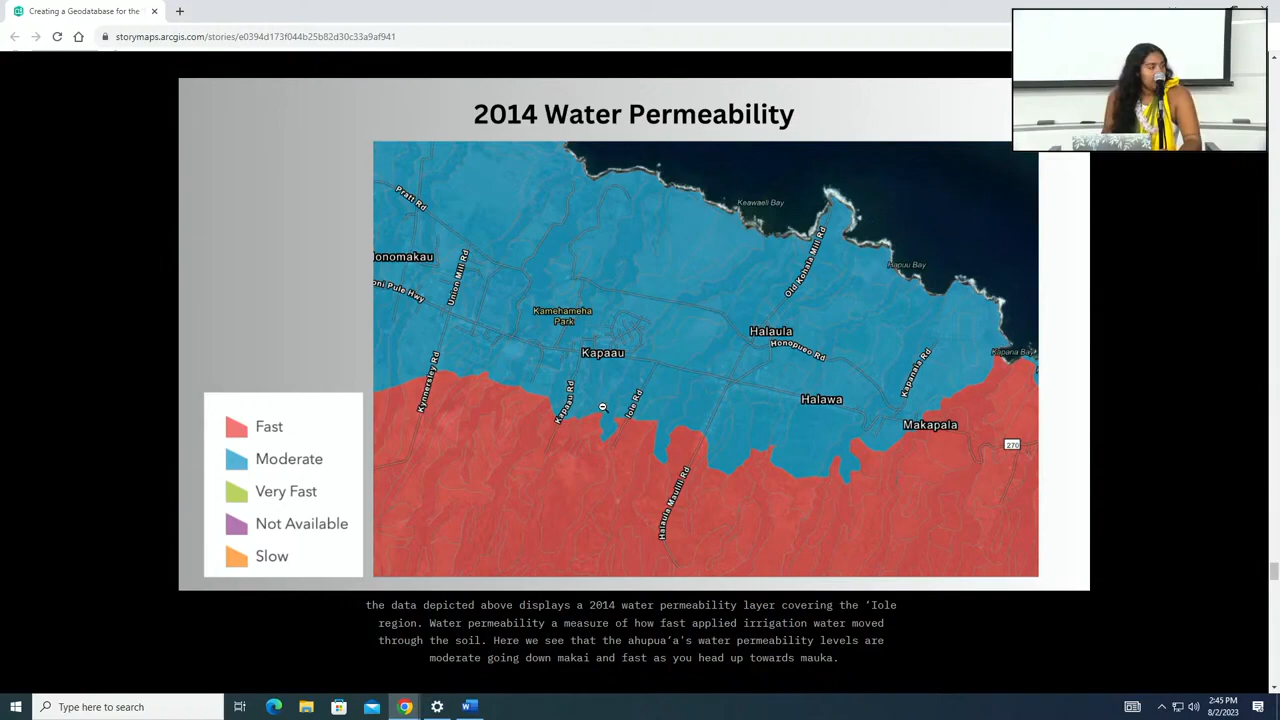 Creating a Geodatabase for the
storymaps.arcgis.com/stories/e0394d173f044b25b82d30c33a9af941
2014 Water Permeability
Pratt Rd
Keawaeli Bay
Union Mill Rd
Old Kohala Mill Rd
onomakau
Hapuu Bay
oni Pule Hwy
Kamehameha
Park
Halaula
Kapaau
Honopueo Rd
Kapana Bay
Kynnersley Rd
Kapaau Rd
Iole Rd
Kapanaia Rd
Halawa
Makapala
270
Halaula Maulili Rd
Fast
Moderate
Very Fast
Not Available
Slow
the data depicted above displays a 2014 water permeability layer covering the ʻIole
region. Water permeability a measure of how fast applied irrigation water moved
through the soil. Here we see that the ahupuaʻa's water permeability levels are
moderate going down makai and fast as you head up towards mauka.
Type here to search
2:45 PM
8/2/2023